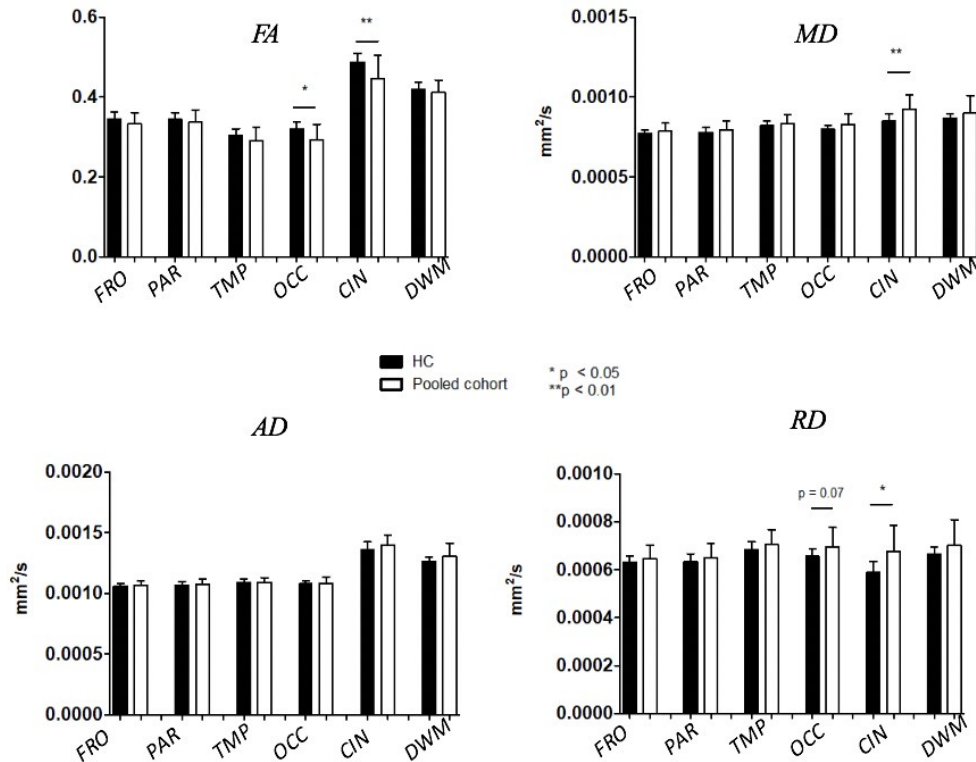 FA
0.6
0.4
0.2
0.0
**
*
FRO PAR TMP OCC CIN DWM
MD
0.0015
0.0010
0.0005
0.0000
mm²/s
**
FRO PAR TMP OCC CIN DWM
HC
Pooled cohort
* p < 0.05
**p < 0.01
AD
0.0020
0.0015
0.0010
0.0005
0.0000
mm²/s
FRO PAR TMP OCC CIN DWM
RD
0.0010
0.0008
0.0006
0.0004
0.0002
0.0000
mm²/s
p = 0.07
*
FRO PAR TMP OCC CIN DWM